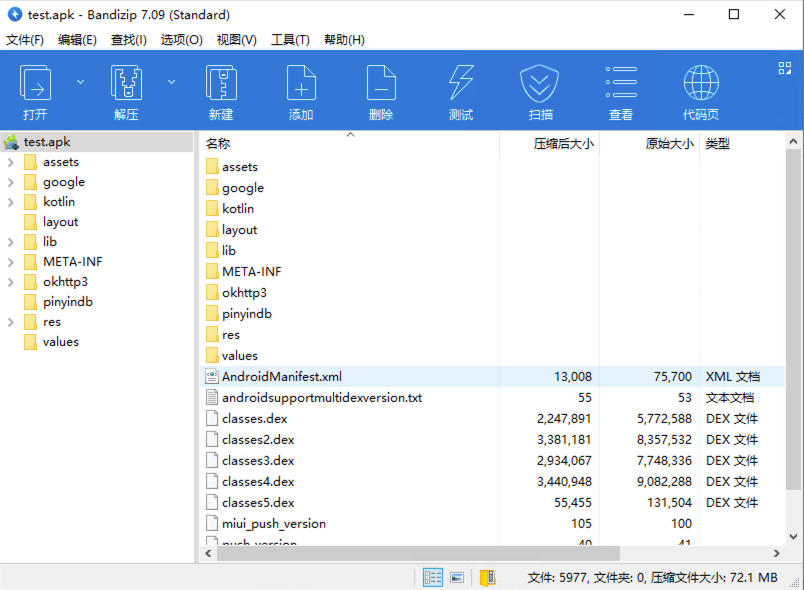 test.apk - Bandizip 7.09 (Standard)
文件(F) 编辑(E) 查找(I) 选项(O) 视图(V) 工具(T) 帮助(H)
打开 解压 新建 添加 删除 测试 扫描 查看 代码页
test.apk
assets
google
kotlin
layout
lib
META-INF
okhttp3
pinyindb
res
values
名称 压缩后大小 原始大小 类型
assets
google
kotlin
layout
lib
META-INF
okhttp3
pinyindb
res
values
AndroidManifest.xml 13,008 75,700 XML 文档
androidsupportmultidexversion.txt 55 53 文本文档
classes.dex 2,247,891 5,772,588 DEX 文件
classes2.dex 3,381,181 8,357,532 DEX 文件
classes3.dex 2,934,067 7,748,336 DEX 文件
classes4.dex 3,440,948 9,082,288 DEX 文件
classes5.dex 55,455 131,504 DEX 文件
miui_push_version 105 100
push_version 40 41
文件: 5977, 文件夹: 0, 压缩文件大小: 72.1 MB